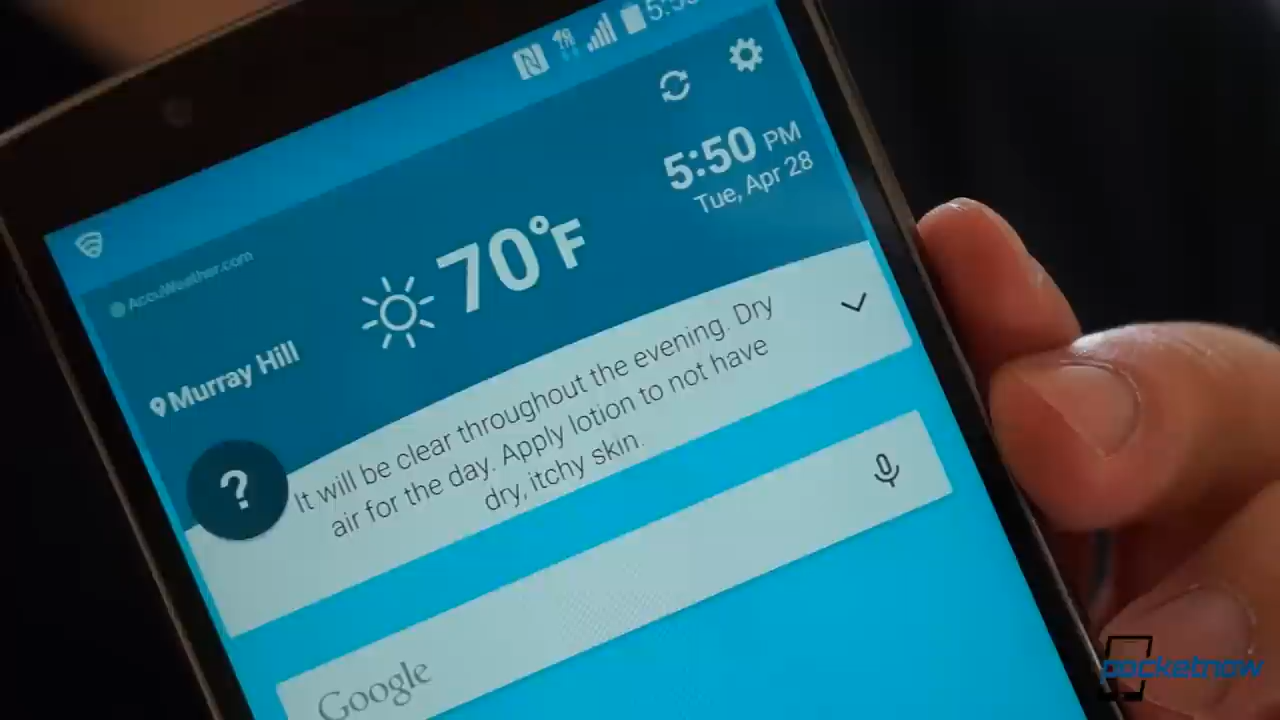 AccuWeather.com
5:50 PM
Tue, Apr 28
70°F
Murray Hill
?
It will be clear throughout the evening. Dry
air for the day. Apply lotion to not have
dry, itchy skin.
Google
pocketnow